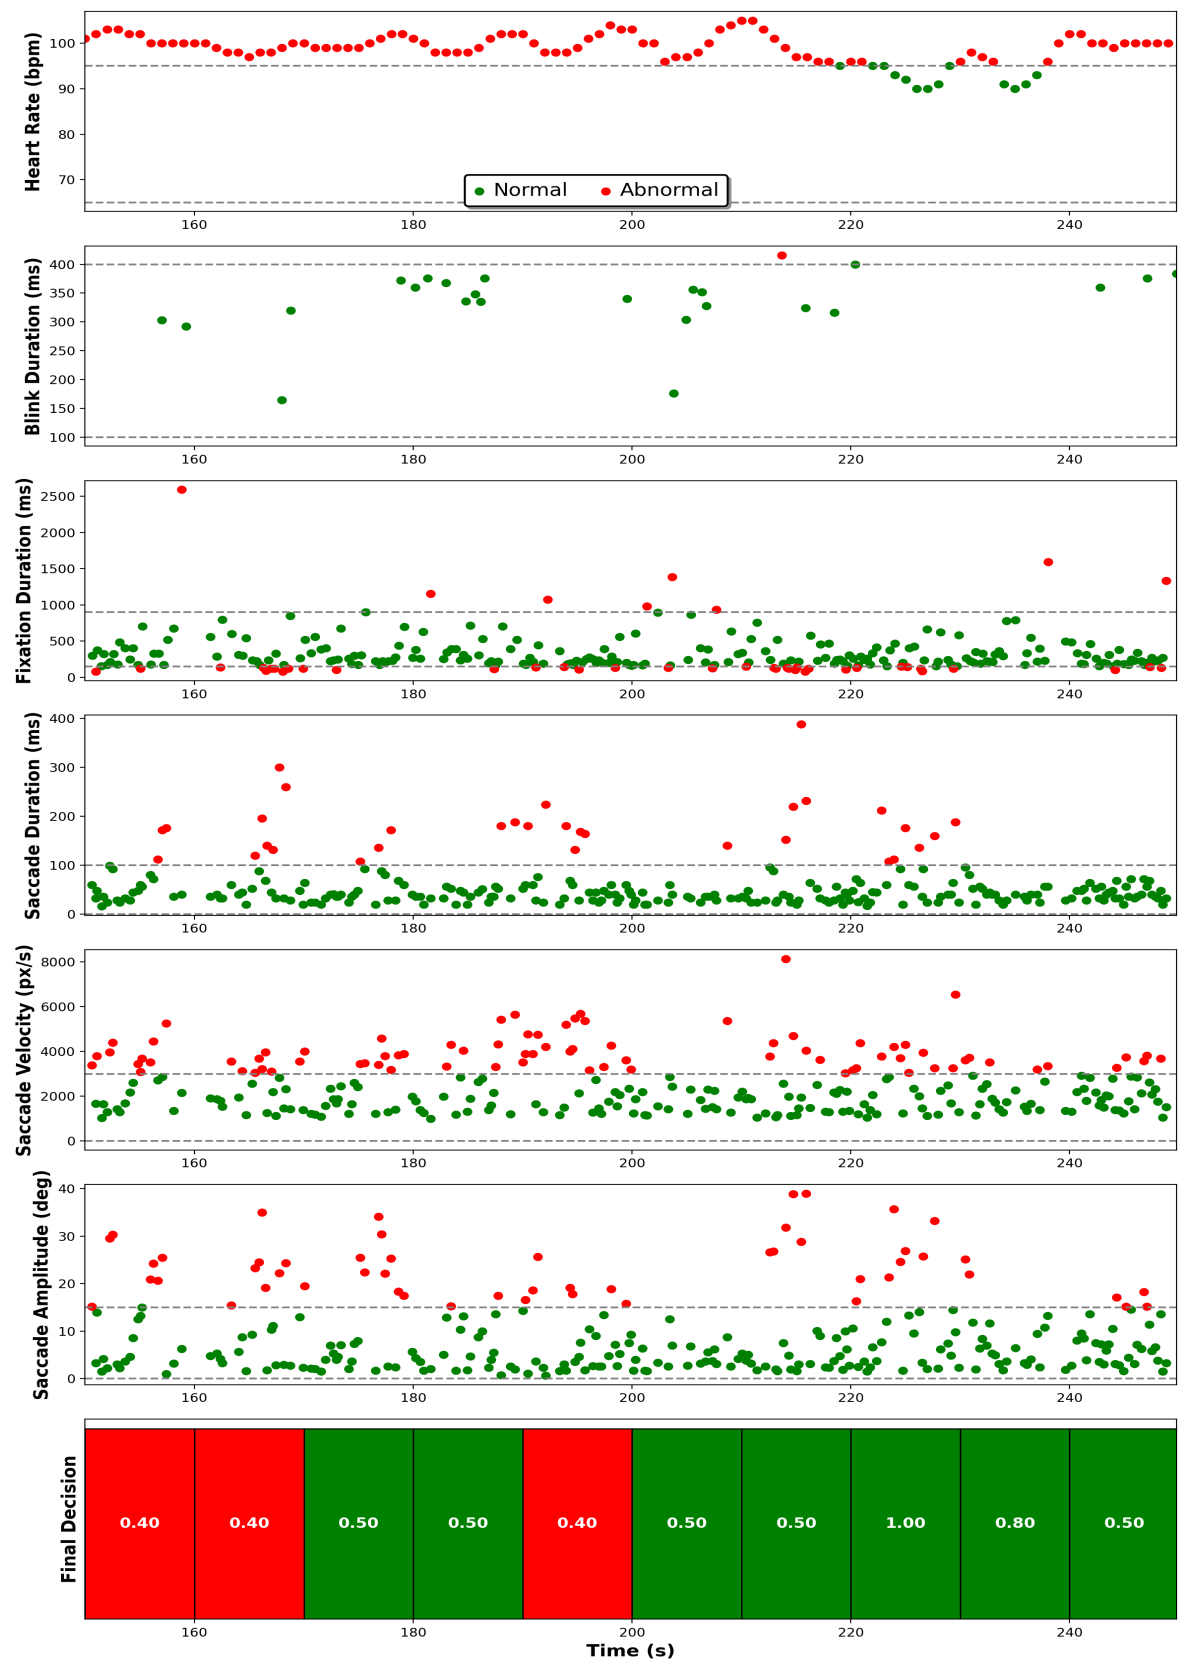 Heart Rate (bpm)
100
90
80
70
Normal Abnormal
160 180 200 220 240
Blink Duration (ms)
400
350
300
250
200
150
100
160 180 200 220 240
Fixation Duration (ms)
2500
2000
1500
1000
500
0
160 180 200 220 240
Saccade Duration (ms)
400
300
200
100
0
160 180 200 220 240
Saccade Velocity (px/s)
8000
6000
4000
2000
0
160 180 200 220 240
Saccade Amplitude (deg)
40
30
20
10
0
160 180 200 220 240
Final Decision
0.40 0.40 0.50 0.50 0.40 0.50 0.50 1.00 0.80 0.50
160 180 200 220 240
Time (s)